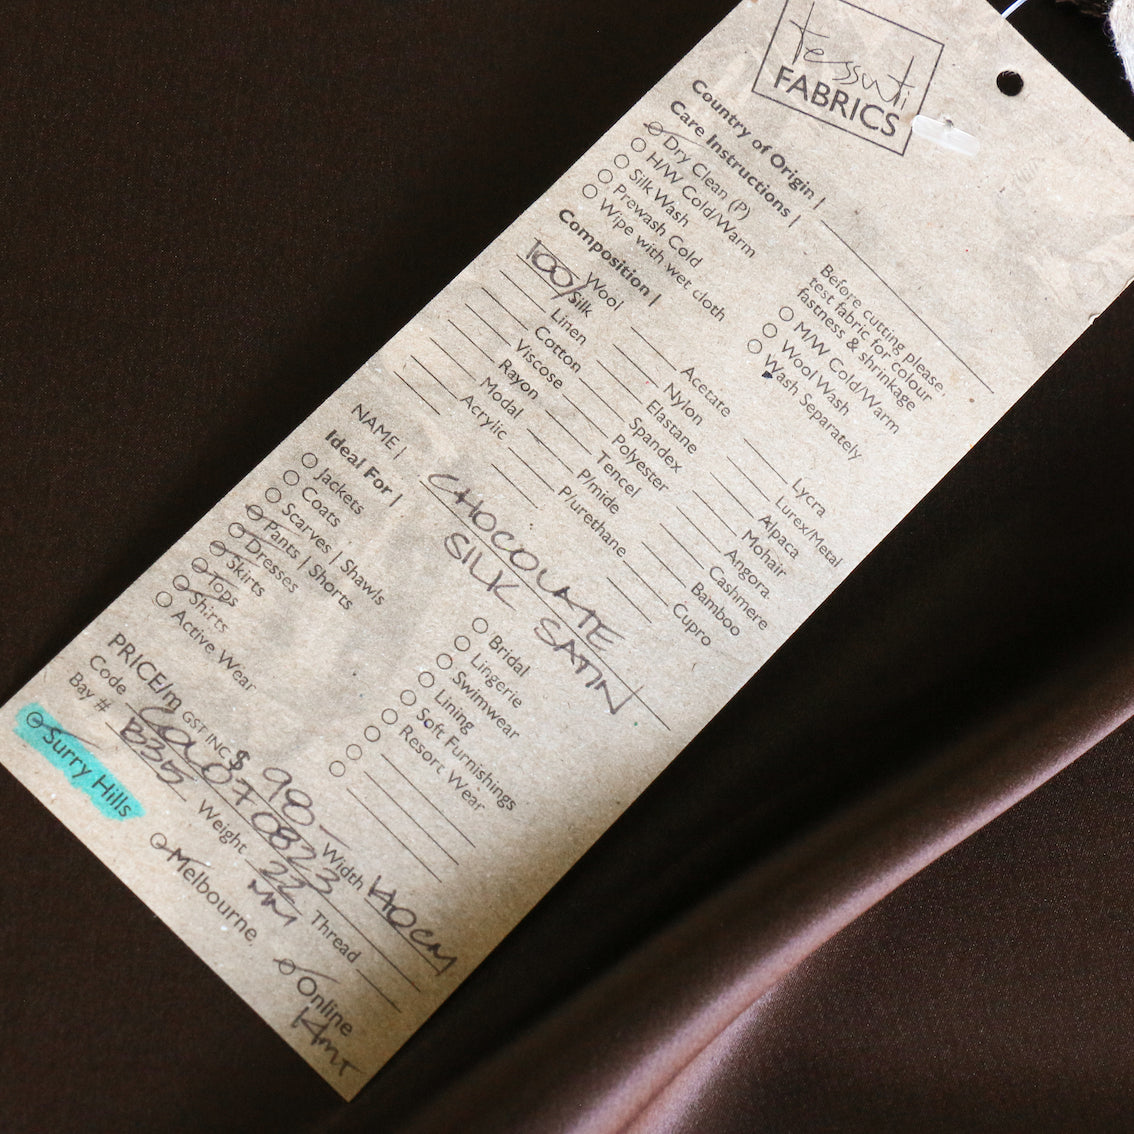 tessuti
FABRICS
Country of Origin |
Care Instructions |
Dry Clean (P)
H/W Cold/Warm
Silk Wash
Prewash Cold
Wipe with wet cloth
Before cutting please,
test fabric for colour
fastness & shrinkage
M/W Cold/Warm
Wool Wash
Wash Separately
Composition |
Wool
100/ Silk
Linen
Cotton
Viscose
Rayon
Modal
Acrylic
Acetate
Nylon
Elastane
Spandex
Polyester
Tencel
P/mide
P/urethane
Lycra
Lurex/Metal
Alpaca
Mohair
Angora
Cashmere
Bamboo
Cupro
NAME | CHOCOLATE
SILK SATIN
Ideal For |
Jackets
Coats
Scarves | Shawls
Pants | Shorts
Dresses
Skirts
Tops
Shirts
Active Wear
Bridal
Lingerie
Swimwear
Lining
Soft Furnishings
Resort Wear
PRICE/m GST INC $ 90- Width 140CM
Code 070823 Thread
Bay # B35 Weight 22 MM
Surry Hills
Melbourne,
Online
14mT